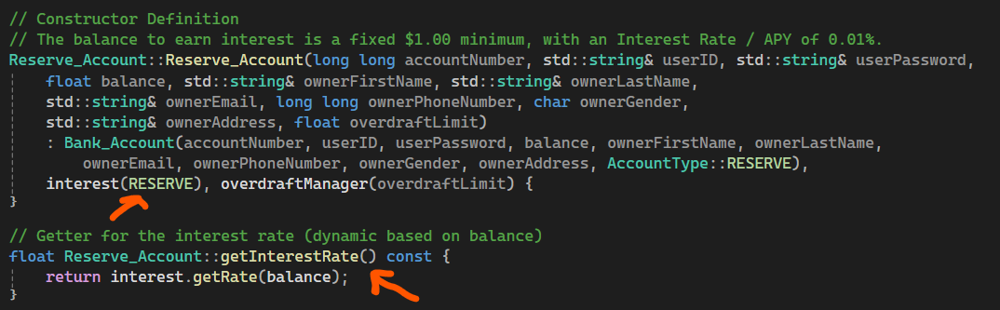 // Constructor Definition
// The balance to earn interest is a fixed $1.00 minimum, with an Interest Rate / APY of 0.01%.
Reserve_Account::Reserve_Account(long long accountNumber, std::string& userID, std::string& userPassword,
    float balance, std::string& ownerFirstName, std::string& ownerLastName,
    std::string& ownerEmail, long long ownerPhoneNumber, char ownerGender,
    std::string& ownerAddress, float overdraftLimit)
    : Bank_Account(accountNumber, userID, userPassword, balance, ownerFirstName, ownerLastName,
        ownerEmail, ownerPhoneNumber, ownerGender, ownerAddress, AccountType::RESERVE),
    interest(RESERVE), overdraftManager(overdraftLimit) {
}
// Getter for the interest rate (dynamic based on balance)
float Reserve_Account::getInterestRate() const {
    return interest.getRate(balance);
}